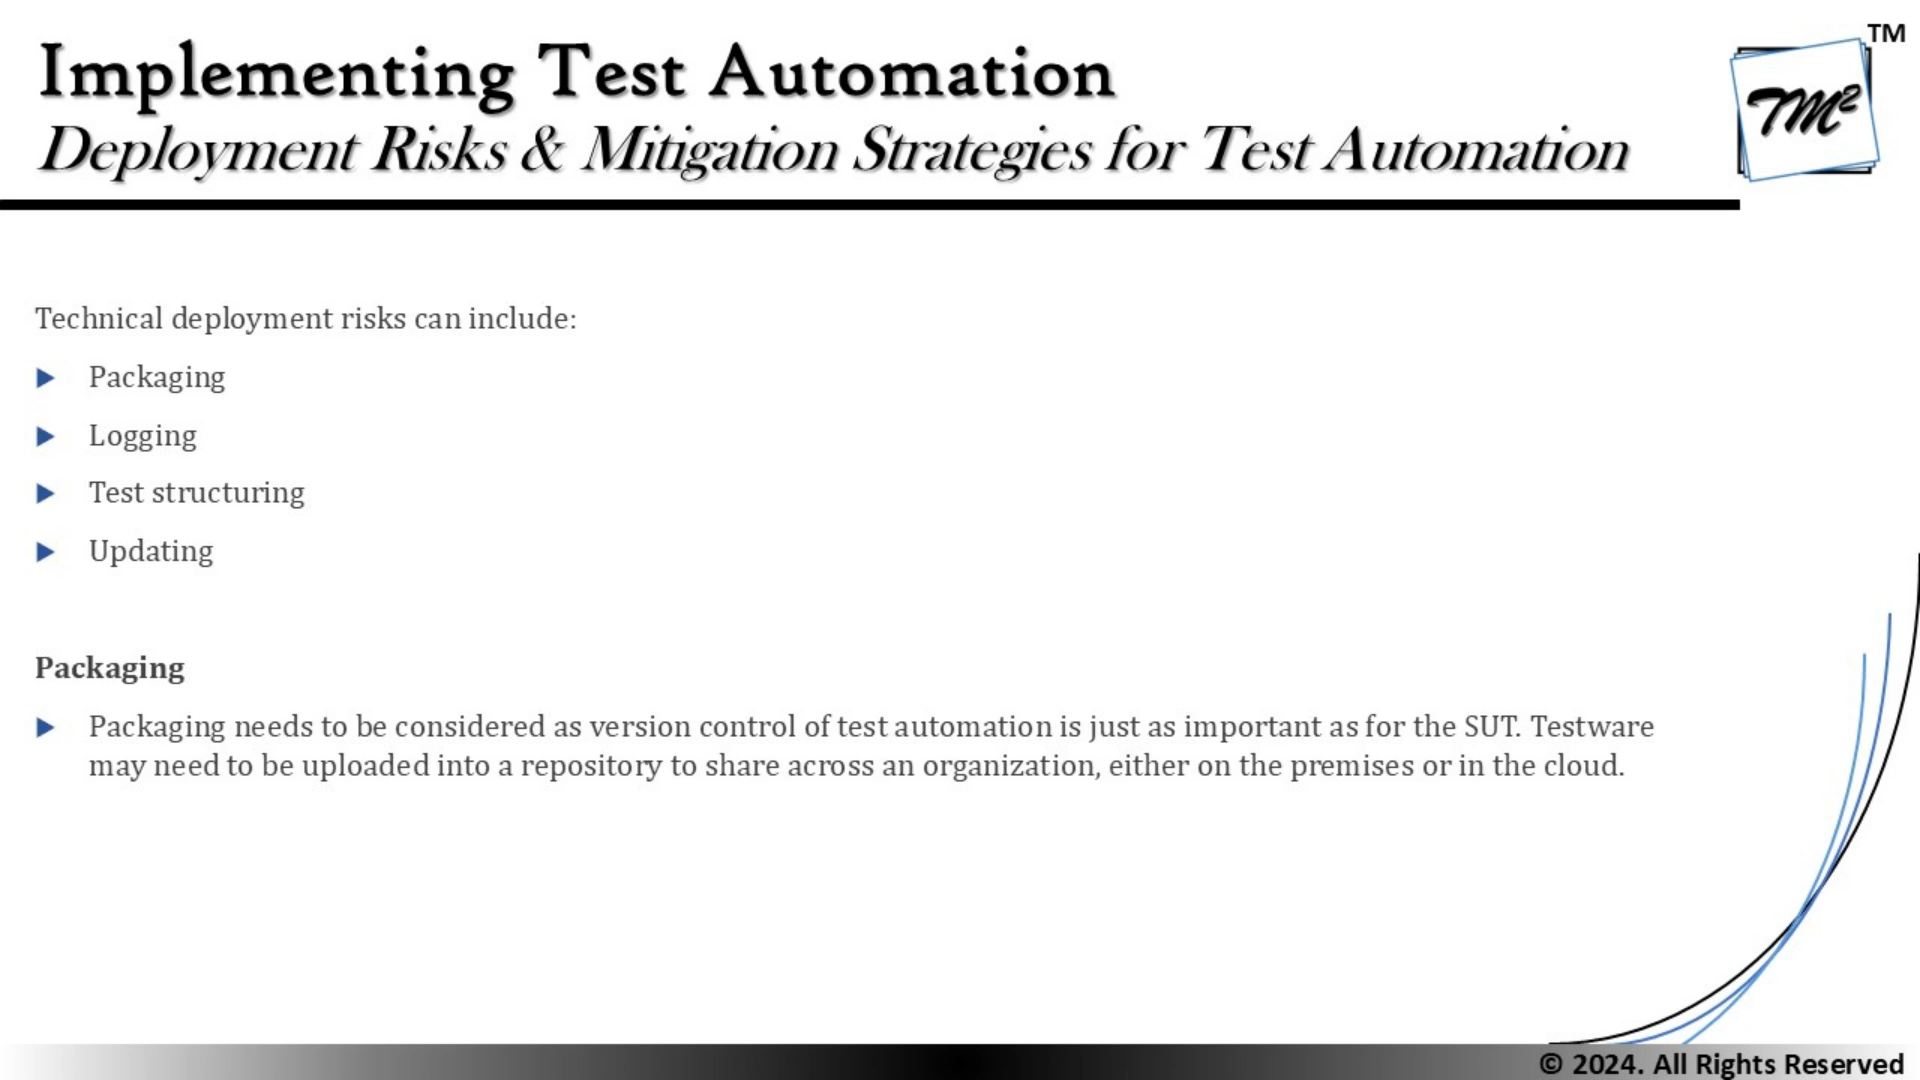 Implementing Test Automation
TM
Deployment Risks & Mitigation Strategies for Test Automation
TM²
Technical deployment risks can include:
Packaging
Logging
Test structuring
Updating
Packaging
Packaging needs to be considered as version control of test automation is just as important as for the SUT. Testware
may need to be uploaded into a repository to share across an organization, either on the premises or in the cloud.
© 2024. All Rights Reserved